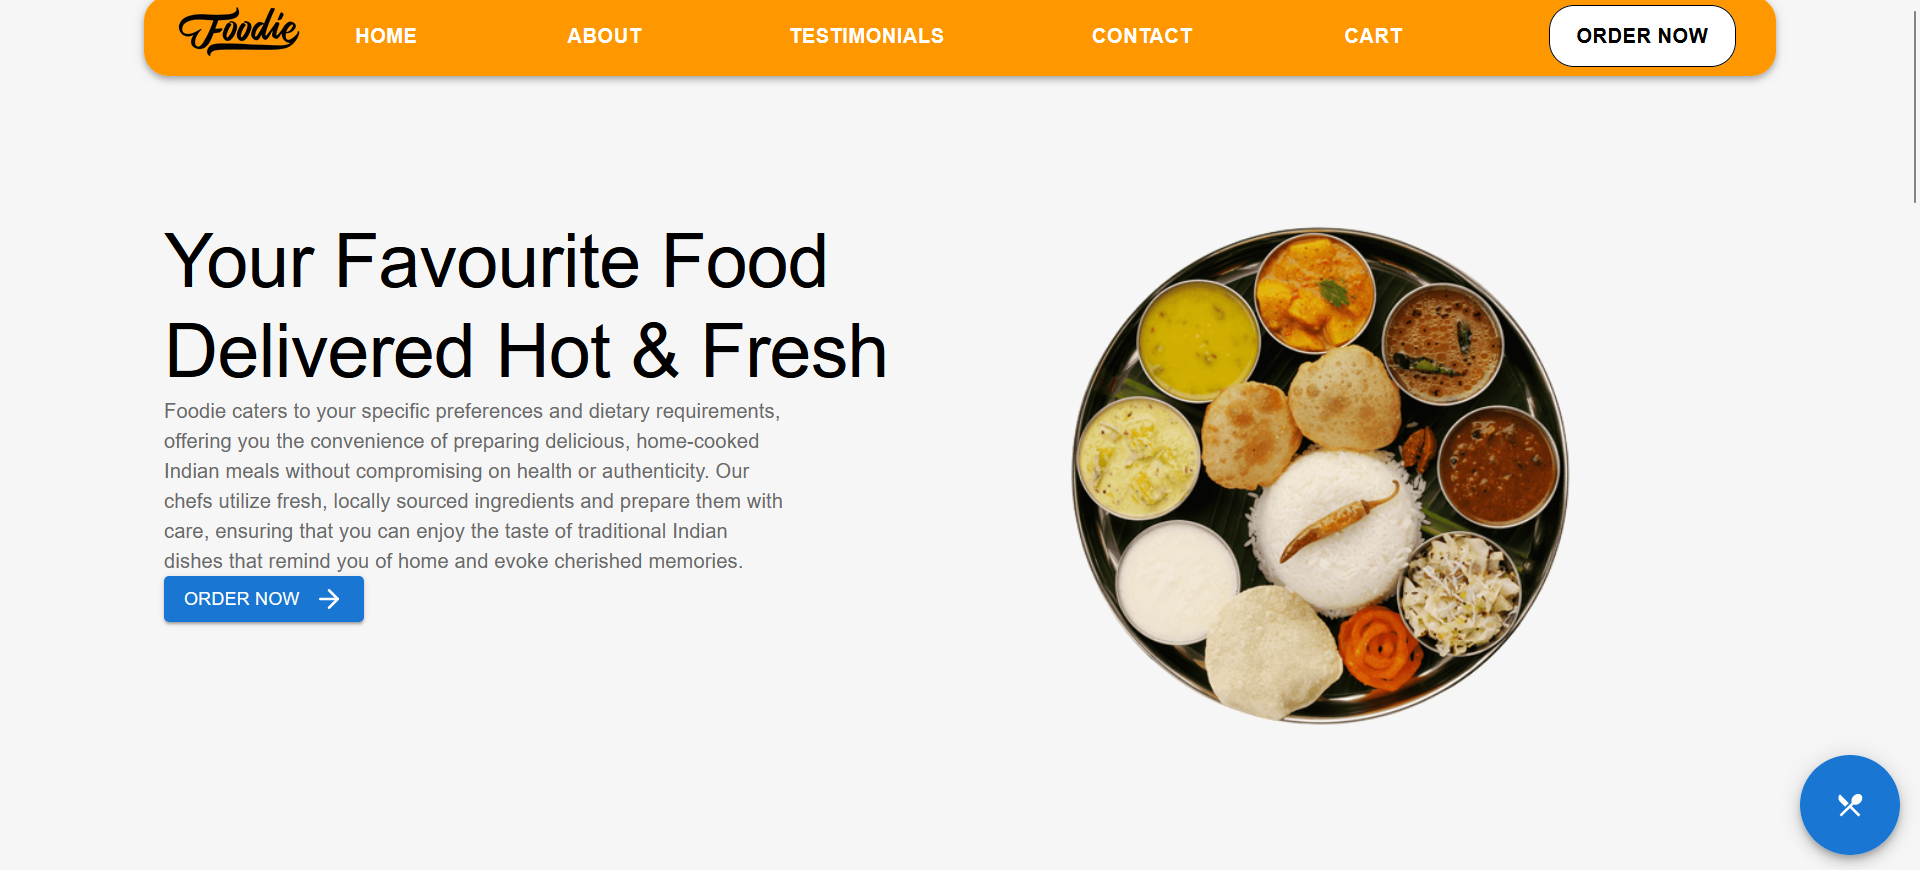 Foodie
HOME
ABOUT
TESTIMONIALS
CONTACT
CART
ORDER NOW
Your Favourite Food
Delivered Hot & Fresh
Foodie caters to your specific preferences and dietary requirements,
offering you the convenience of preparing delicious, home-cooked
Indian meals without compromising on health or authenticity. Our
chefs utilize fresh, locally sourced ingredients and prepare them with
care, ensuring that you can enjoy the taste of traditional Indian
dishes that remind you of home and evoke cherished memories.
ORDER NOW